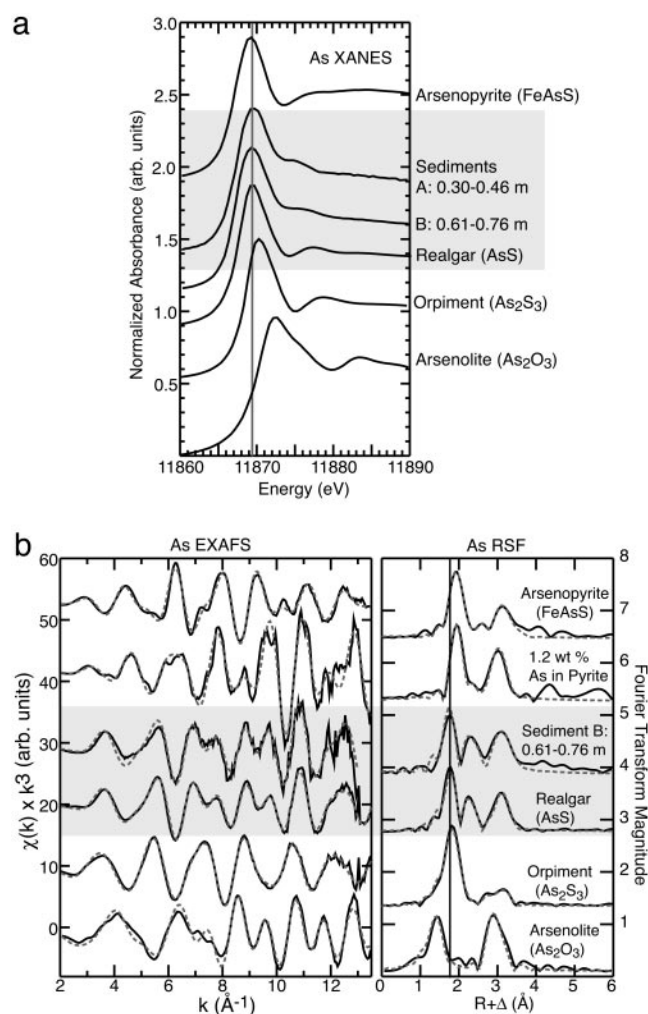 a
As XANES
Normalized Absorbance (arb. units)
3.0
2.5
2.0
1.5
1.0
0.5
Arsenopyrite (FeAsS)
Sediments
A: 0.30-0.46 m
B: 0.61-0.76 m
Realgar (AsS)
Orpiment (As2S3)
Arsenolite (As2O3)
11860
11870
11880
11890
Energy (eV)
b
As EXAFS
χ(k) x k3 (arb. units)
60
50
40
30
20
10
0
2
4
6
8
10
12
k (Å-1)
As RSF
Arsenopyrite
(FeAsS)
1.2 wt %
As in Pyrite
Sediment B:
0.61-0.76 m
Realgar
(AsS)
Orpiment
(As2S3)
Arsenolite
(As2O3)
8
7
6
5
4
3
2
1
Fourier Transform Magnitude
0
1
2
3
4
5
6
R+Δ (Å)